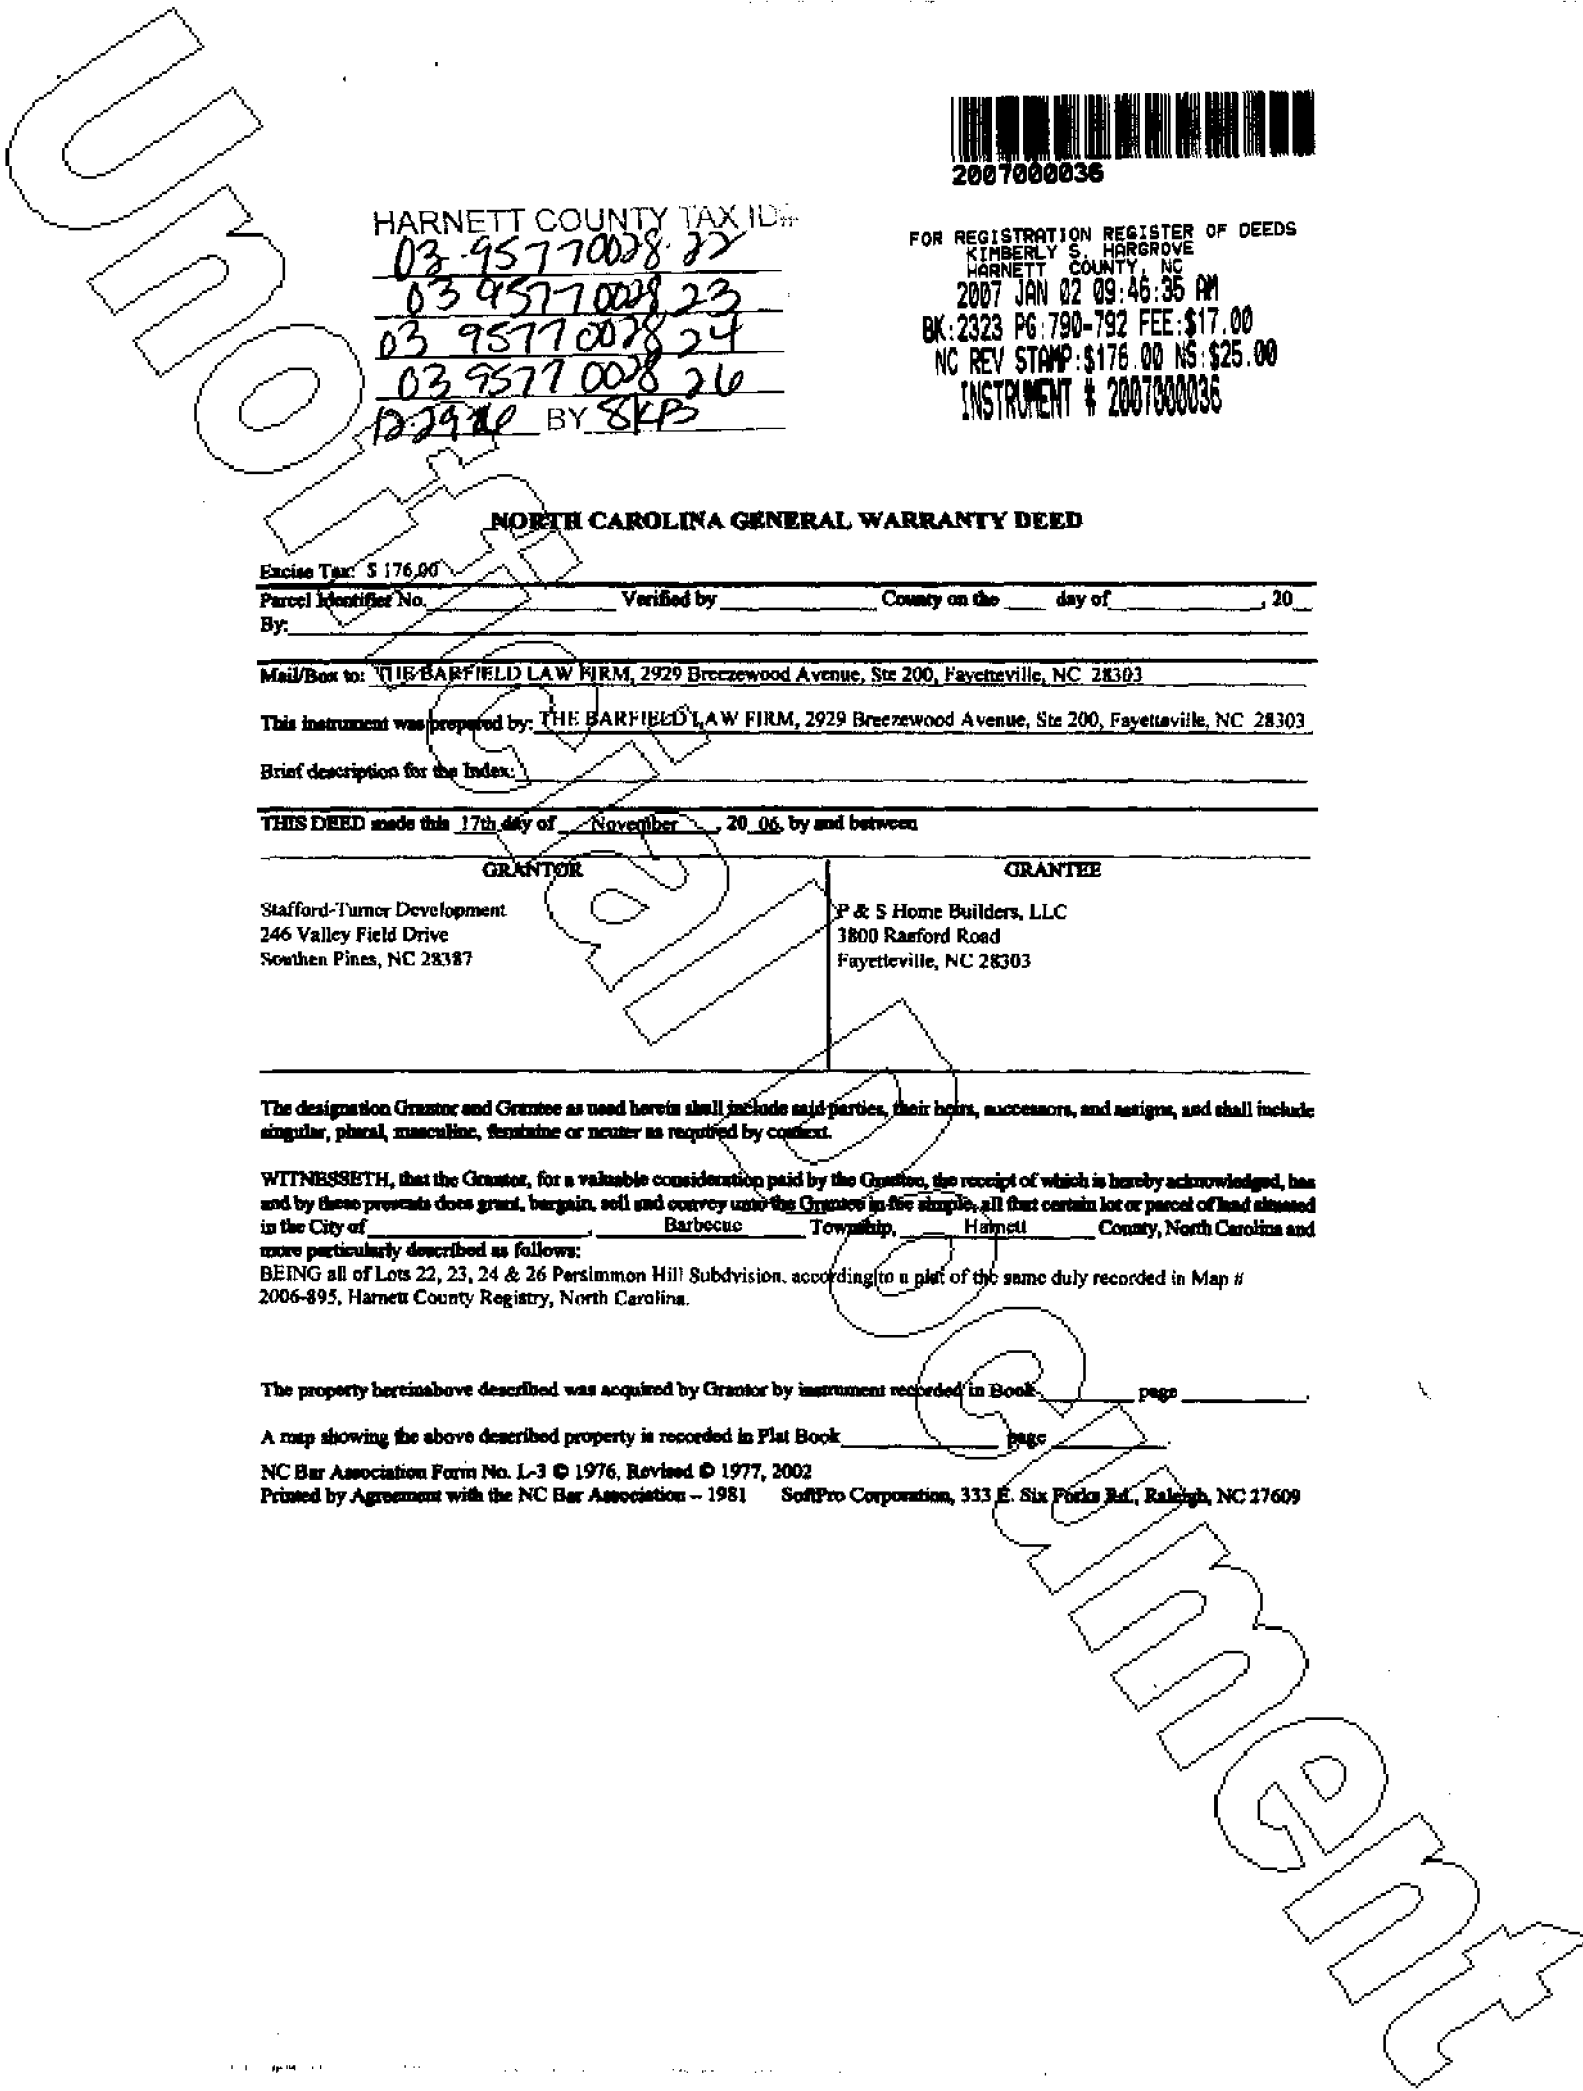 2007000036
HARNETT COUNTY TAX ID#
03-95770028 22
03 95770028 23
03 95770028 24
03 95770028 26
BY SKB
FOR REGISTRATION REGISTER OF DEEDS
KIMBERLY S. HARGROVE
HARNETT COUNTY, NC
2007 JAN 02 09:46:35 AM
BK:2323 PG:790-792 FEE:$17.00
NC REV STAMP:$176.00 NS:$25.00
INSTRUMENT # 2007000036
NORTH CAROLINA GENERAL WARRANTY DEED
Excise Tax: $ 176.00
Parcel Identifier No. Verified by County on the day of , 20
By:
Mail/Box to: THE BARFIELD LAW FIRM, 2929 Breezewood Avenue, Ste 200, Fayetteville, NC 28303
This instrument was prepared by: THE BARFIELD LAW FIRM, 2929 Breezewood Avenue, Ste 200, Fayetteville, NC 28303
Brief description for the Index:
THIS DEED made this 17th day of November , 20 06, by and between
GRANTOR GRANTEE
Stafford-Turner Development P & S Home Builders, LLC
246 Valley Field Drive 3800 Raeford Road
Southen Pines, NC 28387 Fayetteville, NC 28303
The designation Grantor and Grantee as used herein shall include said parties, their heirs, successors, and assigns, and shall include
singular, plural, masculine, feminine or neuter as required by context.
WITNESSETH, that the Grantor, for a valuable consideration paid by the Grantee, the receipt of which is hereby acknowledged, has
and by these presents does grant, bargain, sell and convey unto the Grantee in fee simple, all that certain lot or parcel of land situated
in the City of , Barbecue Township, Harnett County, North Carolina and
more particularly described as follows:
BEING all of Lots 22, 23, 24 & 26 Persimmon Hill Subdvision, according to a plat of the same duly recorded in Map #
2006-895, Harnett County Registry, North Carolina.
The property hereinabove described was acquired by Grantor by instrument recorded in Book page .
A map showing the above described property is recorded in Plat Book page .
NC Bar Association Form No. L-3 © 1976, Revised © 1977, 2002
Printed by Agreement with the NC Bar Association – 1981 SoftPro Corporation, 333 E. Six Forks Rd., Raleigh, NC 27609
Unofficial Document